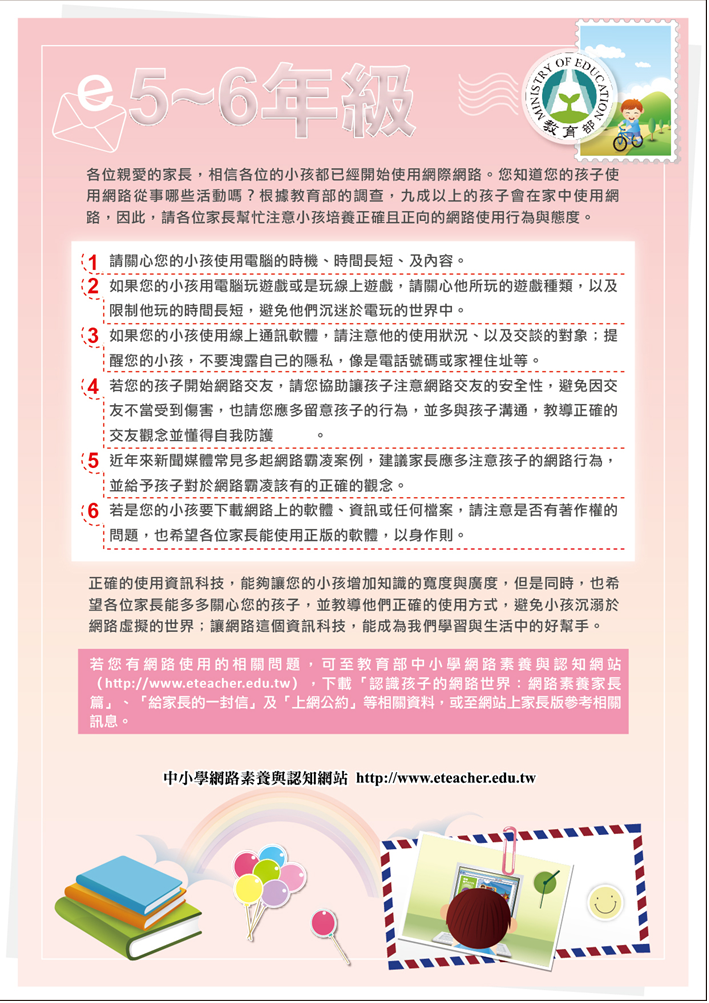 e 5~6年級
MINISTRY OF EDUCATION
教育部
各位親愛的家長，相信各位的小孩都已經開始使用網際網路。您知道您的孩子使
用網路從事哪些活動嗎？根據教育部的調查，九成以上的孩子會在家中使用網
路，因此，請各位家長幫忙注意小孩培養正確且正向的網路使用行為與態度。
1 請關心您的小孩使用電腦的時機、時間長短、及內容。
2 如果您的小孩用電腦玩遊戲或是玩線上遊戲，請關心他所玩的遊戲種類，以及
限制他玩的時間長短，避免他們沉迷於電玩的世界中。
3 如果您的小孩使用線上通訊軟體，請注意他的使用狀況、以及交談的對象；提
醒您的小孩，不要洩露自己的隱私，像是電話號碼或家裡住址等。
4 若您的孩子開始網路交友，請您協助讓孩子注意網路交友的安全性，避免因交
友不當受到傷害，也請您應多留意孩子的行為，並多與孩子溝通，教導正確的
交友觀念並懂得自我防護　　。
5 近年來新聞媒體常見多起網路霸凌案例，建議家長應多注意孩子的網路行為，
並給予孩子對於網路霸凌該有的正確的觀念。
6 若是您的小孩要下載網路上的軟體、資訊或任何檔案，請注意是否有著作權的
問題，也希望各位家長能使用正版的軟體，以身作則。
正確的使用資訊科技，能夠讓您的小孩增加知識的寬度與廣度，但是同時，也希
望各位家長能多多關心您的孩子，並教導他們正確的使用方式，避免小孩沉溺於
網路虛擬的世界；讓網路這個資訊科技，能成為我們學習與生活中的好幫手。
若您有網路使用的相關問題，可至教育部中小學網路素養與認知網站
（http://www.eteacher.edu.tw），下載「認識孩子的網路世界：網路素養家長
篇」、「給家長的一封信」及「上網公約」等相關資料，或至網站上家長版參考相關
訊息。
中小學網路素養與認知網站 http://www.eteacher.edu.tw